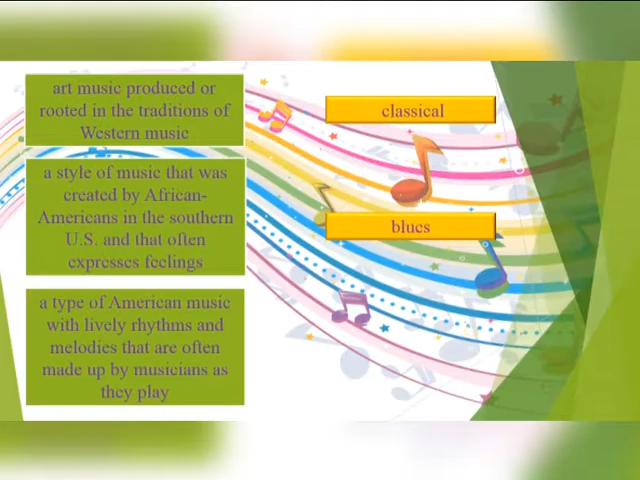 art music produced or
rooted in the traditions of
Western music
classical
a style of music that was
created by African-
Americans in the southern
U.S. and that often
expresses feelings
blues
a type of American music
with lively rhythms and
melodies that are often
made up by musicians as
they play